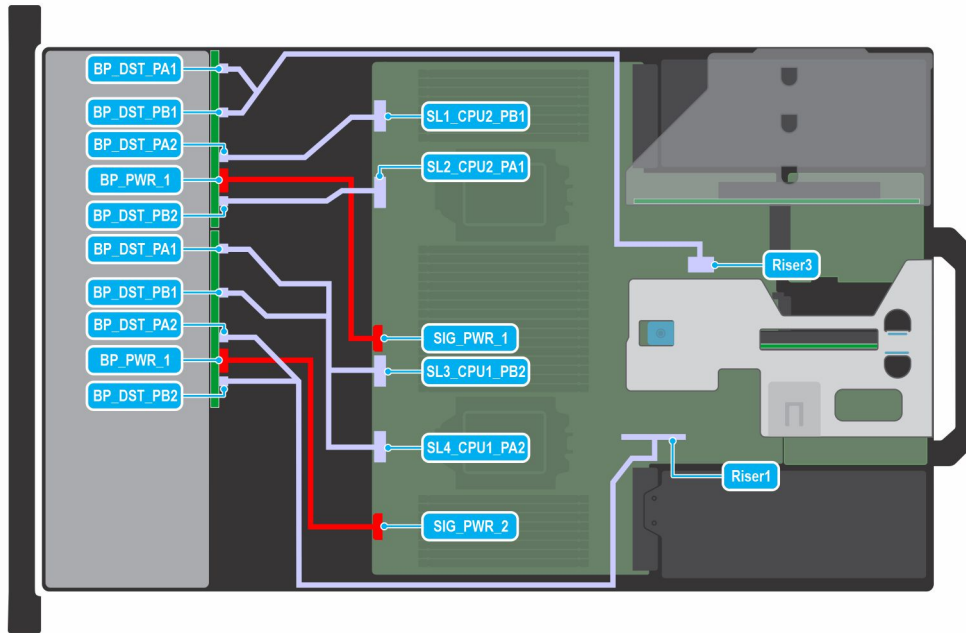 BP_DST_PA1
BP_DST_PB1
BP_DST_PA2
BP_PWR_1
BP_DST_PB2
BP_DST_PA1
BP_DST_PB1
BP_DST_PA2
BP_PWR_1
BP_DST_PB2
SL1_CPU2_PB1
SL2_CPU2_PA1
Riser3
SIG_PWR_1
SL3_CPU1_PB2
SL4_CPU1_PA2
Riser1
SIG_PWR_2